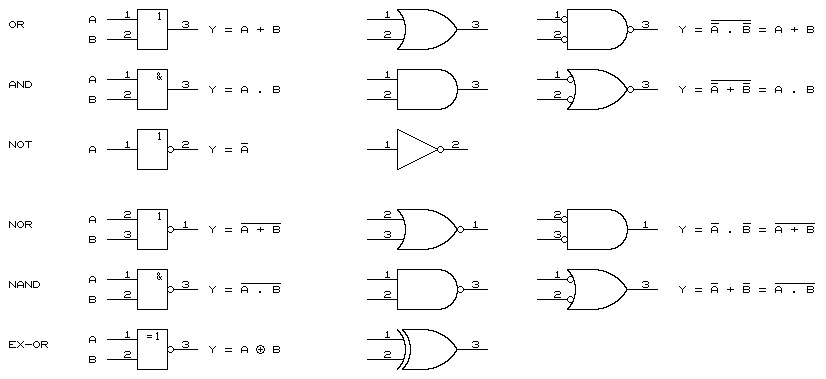 OR A 1 1 3 Y = A + B 1 3 1 3 Y = A̅ . B̅ = A + B
B 2 2 2
AND A 1 & 3 Y = A . B 1 3 1 3 Y = A̅ + B̅ = A . B
B 2 2 2
NOT A 1 1 2 Y = A̅ 1 2
NOR A 2 1 1 Y = A + B 2 1 2 1 Y = A̅ . B̅ = A + B
B 3 3 3
NAND A 1 & 3 Y = A . B 1 3 1 3 Y = A̅ + B̅ = A . B
B 2 2 2
EX-OR A 1 =1 3 Y = A ⊕ B 1 3
B 2 2